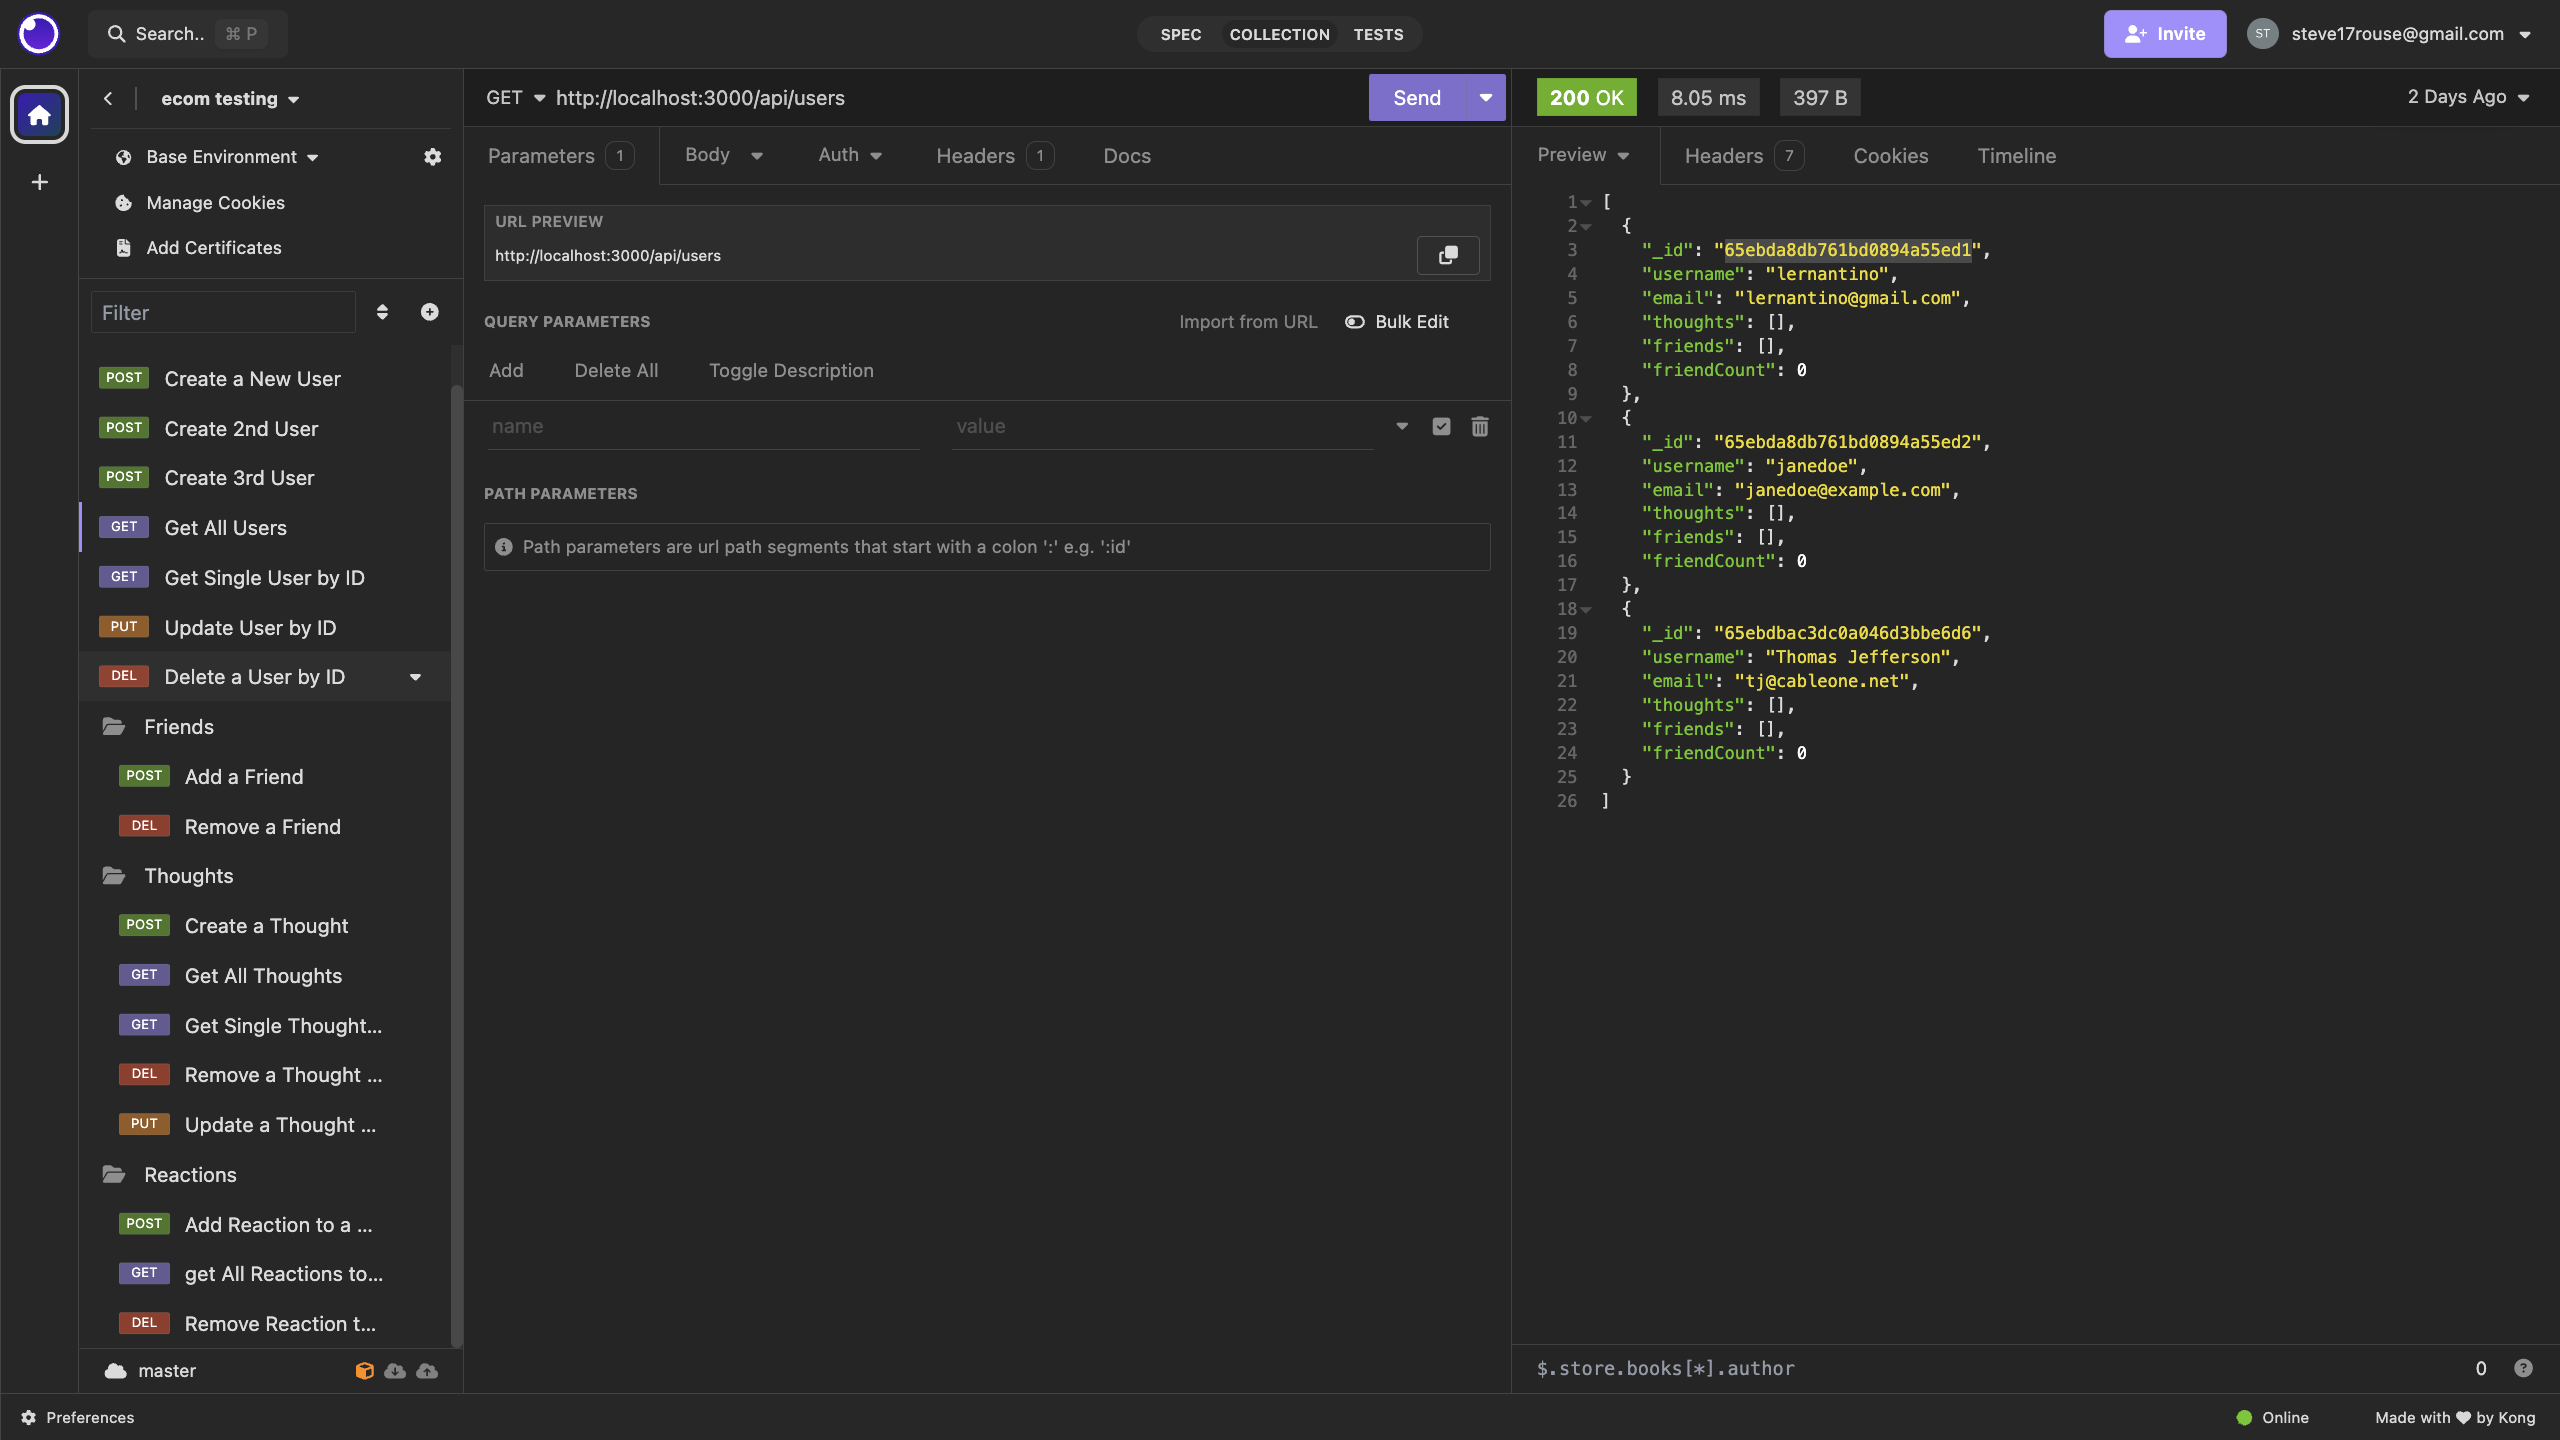 Search.. ⌘ P
SPEC COLLECTION TESTS
Invite
ST steve17rouse@gmail.com
ecom testing
Base Environment
Manage Cookies
Add Certificates
Filter
POST Create a New User
POST Create 2nd User
POST Create 3rd User
GET Get All Users
GET Get Single User by ID
PUT Update User by ID
DEL Delete a User by ID
Friends
POST Add a Friend
DEL Remove a Friend
Thoughts
POST Create a Thought
GET Get All Thoughts
GET Get Single Thought...
DEL Remove a Thought ...
PUT Update a Thought ...
Reactions
POST Add Reaction to a ...
GET get All Reactions to...
DEL Remove Reaction t...
master
GET http://localhost:3000/api/users
Send
Parameters 1 Body Auth Headers 1 Docs
URL PREVIEW
http://localhost:3000/api/users
QUERY PARAMETERS Import from URL Bulk Edit
Add Delete All Toggle Description
name value
PATH PARAMETERS
Path parameters are url path segments that start with a colon ':' e.g. ':id'
200 OK 8.05 ms 397 B 2 Days Ago
Preview Headers 7 Cookies Timeline
1 [
2 {
3 "_id": "65ebda8db761bd0894a55ed1",
4 "username": "lernantino",
5 "email": "lernantino@gmail.com",
6 "thoughts": [],
7 "friends": [],
8 "friendCount": 0
9 },
10 {
11 "_id": "65ebda8db761bd0894a55ed2",
12 "username": "janedoe",
13 "email": "janedoe@example.com",
14 "thoughts": [],
15 "friends": [],
16 "friendCount": 0
17 },
18 {
19 "_id": "65ebdbac3dc0a046d3bbe6d6",
20 "username": "Thomas Jefferson",
21 "email": "tj@cableone.net",
22 "thoughts": [],
23 "friends": [],
24 "friendCount": 0
25 }
26 ]
$.store.books[*].author 0
Preferences
Online
Made with ♥ by Kong